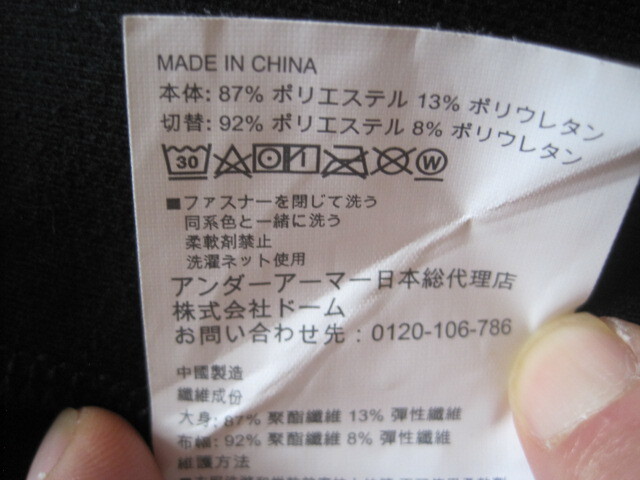 MADE IN CHINA
本体: 87% ポリエステル 13% ポリウレタン
切替: 92% ポリエステル 8% ポリウレタン
30 W
■ファスナーを閉じて洗う
同系色と一緒に洗う
柔軟剤禁止
洗濯ネット使用
アンダーアーマー日本総代理店
株式会社ドーム
お問い合わせ先：0120-106-786
中國製造
纖維成份
大身: 87% 聚酯纖維 13% 彈性纖維
布幅: 92% 聚酯纖維 8% 彈性纖維
維護方法